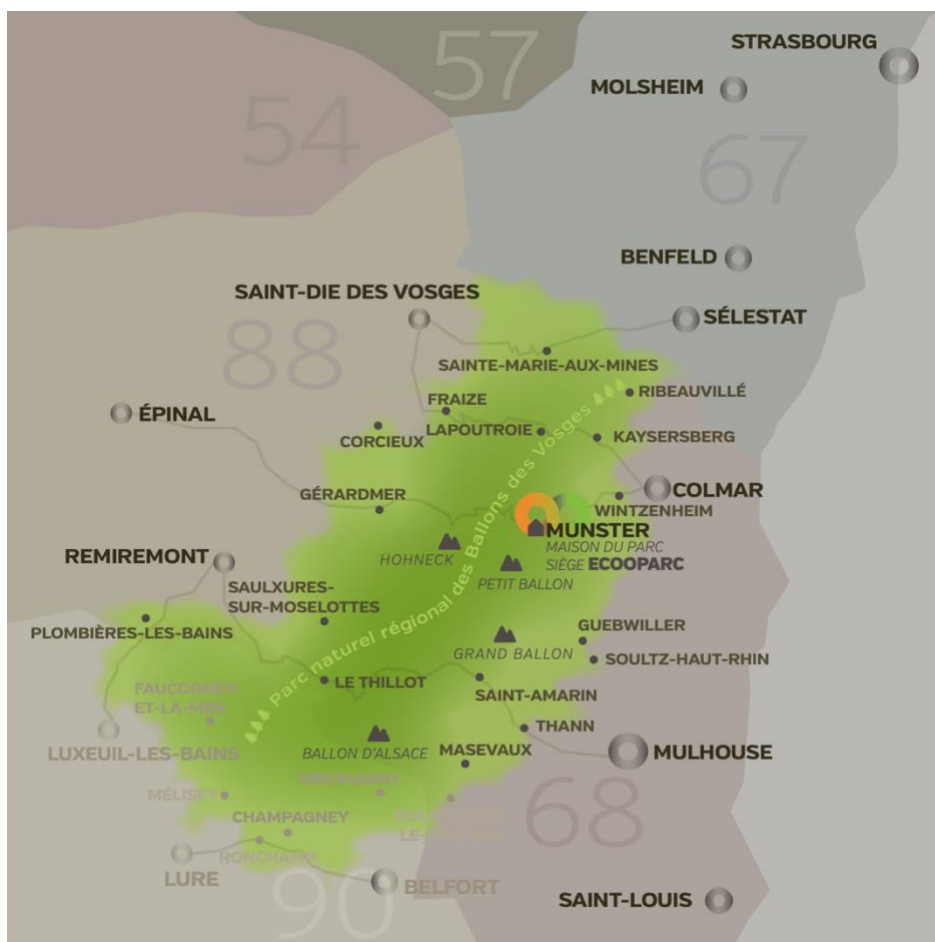 57
STRASBOURG
MOLSHEIM
54
67
BENFELD
SAINT-DIE DES VOSGES
SÉLESTAT
88
SAINTE-MARIE-AUX-MINES
RIBEAUVILLÉ
FRAIZE
ÉPINAL
LAPOUTROIE
KAYSERSBERG
CORCIEUX
Parc naturel régional des Ballons des Vosges
GÉRARDMER
COLMAR
WINTZENHEIM
MUNSTER
MAISON DU PARC
SIÈGE ECOOPARC
HOHNECK
REMIREMONT
PETIT BALLON
SAULXURES-
SUR-MOSELOTTES
PLOMBIÈRES-LES-BAINS
GUEBWILLER
GRAND BALLON
SOULTZ-HAUT-RHIN
LE THILLOT
SAINT-AMARIN
FAUCOGNEY
ET-LA-MER
THANN
LUXEUIL-LES-BAINS
BALLON D'ALSACE
MASEVAUX
MULHOUSE
MÉLISEY
68
CHAMPAGNEY
RONCHAMP
LURE
90
BELFORT
SAINT-LOUIS